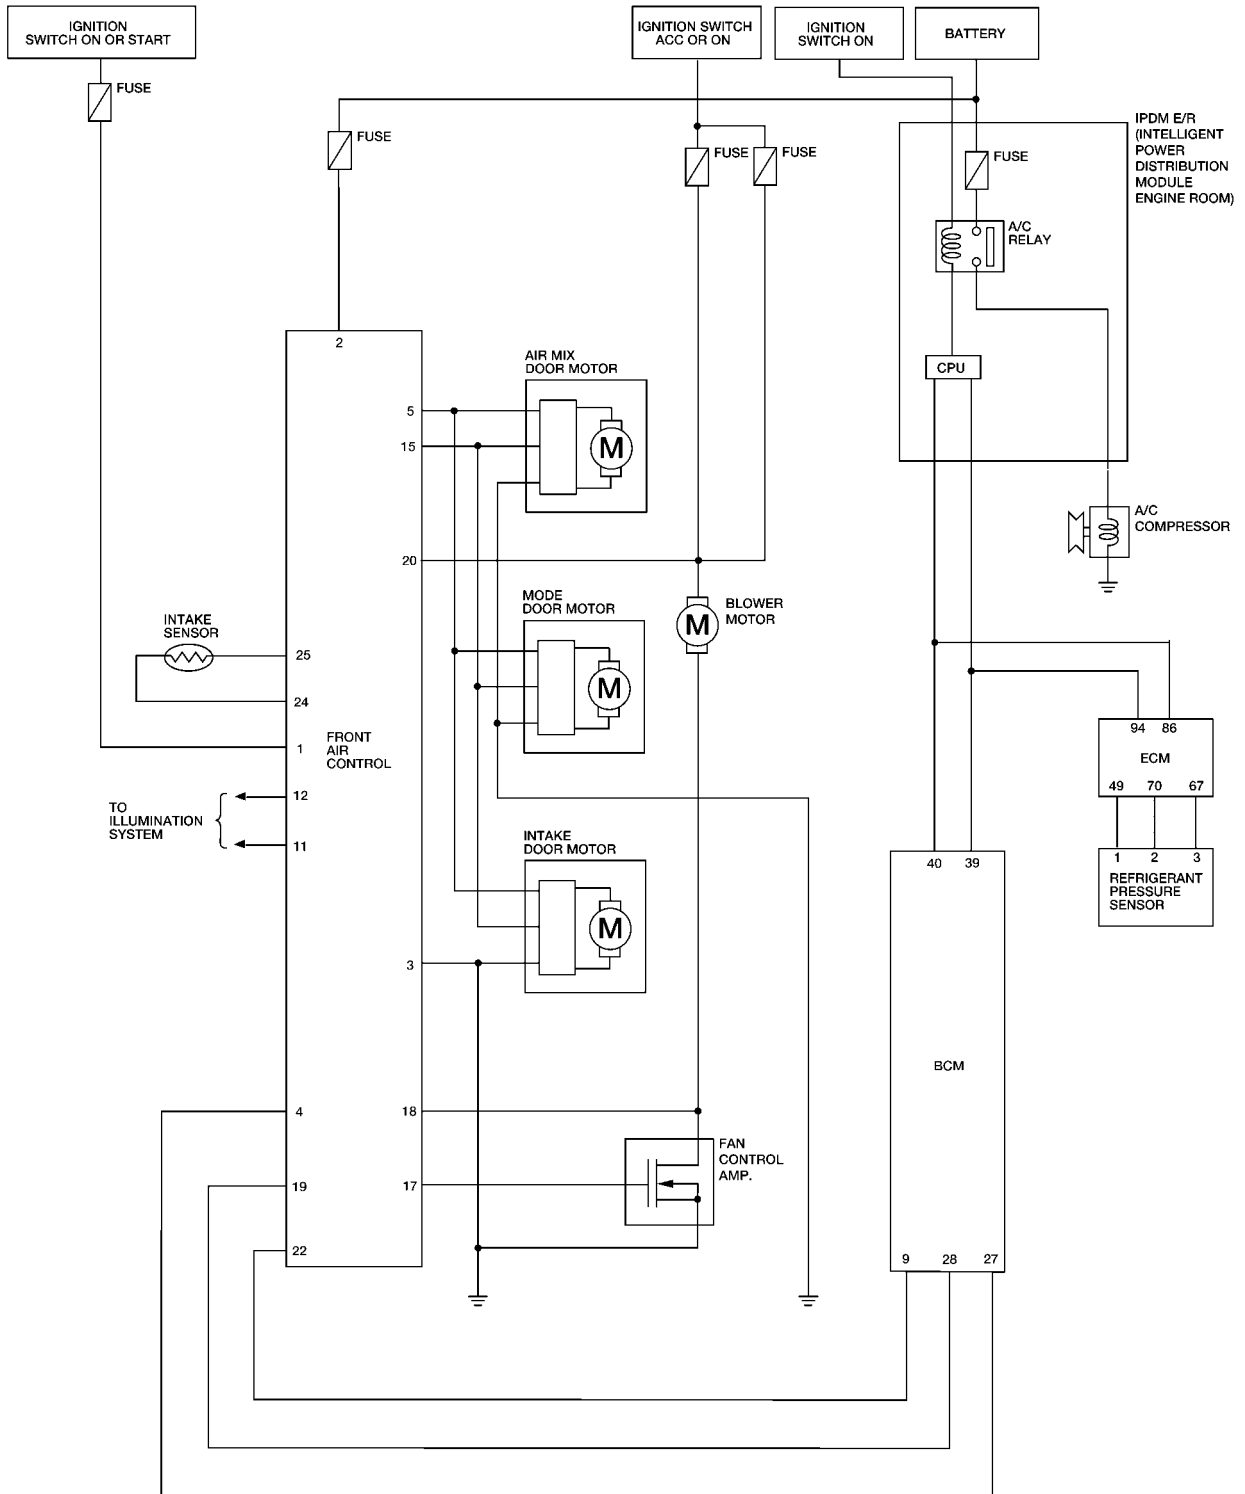 IGNITION
SWITCH ON OR START
IGNITION SWITCH
ACC OR ON
IGNITION
SWITCH ON
BATTERY
FUSE
FUSE
FUSE
FUSE
FUSE
IPDM E/R
(INTELLIGENT
POWER
DISTRIBUTION
MODULE
ENGINE ROOM)
A/C
RELAY
CPU
A/C
COMPRESSOR
2
5
15
20
AIR MIX
DOOR MOTOR
M
MODE
DOOR MOTOR
M
BLOWER
MOTOR
M
INTAKE
SENSOR
25
24
1
FRONT
AIR
CONTROL
12
11
TO
ILLUMINATION
SYSTEM
INTAKE
DOOR MOTOR
M
3
94 86
ECM
49 70 67
1 2 3
REFRIGERANT
PRESSURE
SENSOR
40 39
BCM
9 28 27
4
18
19
17
22
FAN
CONTROL
AMP.